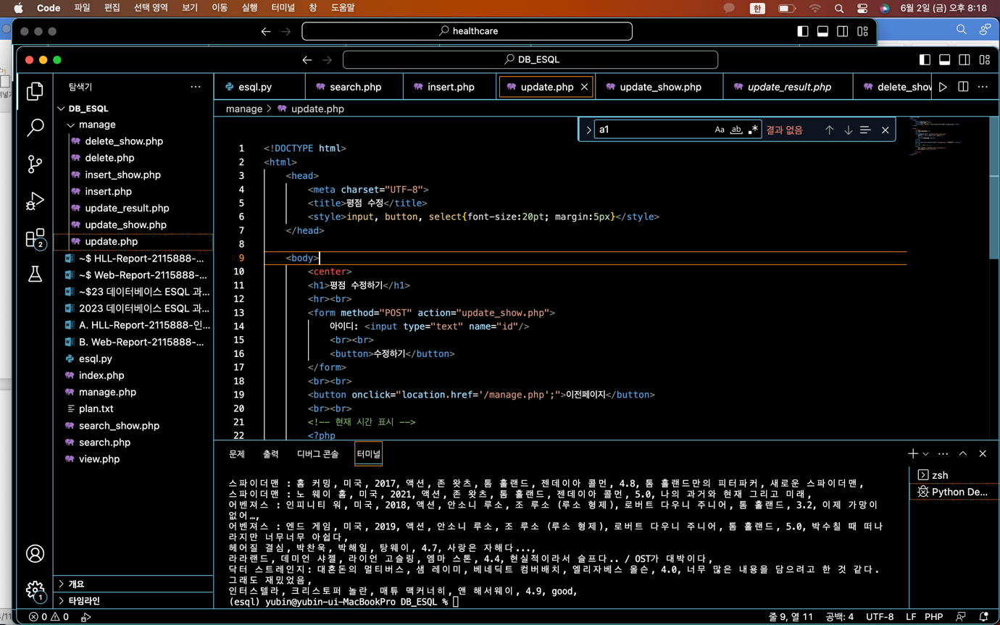 Code 파일 편집 선택 영역 보기 이동 실행 터미널 창 도움말 한 6월 2일 (금) 오후 8:18
healthcare
DB_ESQL
탐색기
DB_ESQL
manage
delete_show.php
delete.php
insert_show.php
insert.php
update_result.php
update_show.php
update.php
~$ HLL-Report-2115888-...
~$ Web-Report-2115888-...
~$23 데이터베이스 ESQL 과...
2023 데이터베이스 ESQL 과...
A. HLL-Report-2115888-인...
B. Web-Report-2115888-...
esql.py
index.php
manage.php
plan.txt
search_show.php
search.php
view.php
개요
타임라인
2
1
esql.py search.php insert.php update.php update_show.php update_result.php delete_show
manage > update.php
a1 Aa ab .* 결과 없음
1 <!DOCTYPE html>
2 <html>
3 <head>
4 <meta charset="UTF-8">
5 <title>평점 수정</title>
6 <style>input, button, select{font-size:20pt; margin:5px}</style>
7 </head>
8
9 <body>
10 <center>
11 <h1>평점 수정하기</h1>
12 <hr><br>
13 <form method="POST" action="update_show.php">
14 아이디: <input type="text" name="id"/>
15 <br><br>
16 <button>수정하기</button>
17 </form>
18 <br><br>
19 <button onclick="location.href='/manage.php';">이전페이지</button>
20 <br><br>
21 <!-- 현재 시간 표시 -->
22 <?php
문제 출력 디버그 콘솔 터미널
zsh
Python De...
스파이더맨 : 홈 커밍, 미국, 2017, 액션, 존 왓츠, 톰 홀랜드, 젠데이아 콜먼, 4.8, 톰 홀랜드만의 피터파커, 새로운 스파이더맨,
스파이더맨 : 노 웨이 홈, 미국, 2021, 액션, 존 왓츠, 톰 홀랜드, 젠데이아 콜먼, 5.0, 나의 과거와 현재 그리고 미래,
어벤져스 : 인피니티 워, 미국, 2018, 액션, 안소니 루소, 조 루소 (루소 형제), 로버트 다우니 주니어, 톰 홀랜드, 3.2, 이제 가망이
없어…,
어벤져스 : 엔드 게임, 미국, 2019, 액션, 안소니 루소, 조 루소 (루소 형제), 로버트 다우니 주니어, 톰 홀랜드, 5.0, 박수칠 때 떠나
라지만 너무너무 아쉽다,
헤어질 결심, 박찬욱, 박해일, 탕웨이, 4.7, 사랑은 자해다...,
라라랜드, 데미언 샤젤, 라이언 고슬링, 엠마 스톤, 4.4, 현실적이라서 슬프다.. / OST가 대박이다,
닥터 스트레인지: 대혼돈의 멀티버스, 샘 레이미, 베네딕트 컴버배치, 엘리자베스 올슨, 4.0, 너무 많은 내용을 담으려고 한 것 같다.
그래도 재밌었음,
인터스텔라, 크리스토퍼 놀란, 매튜 맥커너히, 앤 해서웨이, 4.9, good,
(esql) yubin@yubin-ui-MacBookPro DB_ESQL %
0 0 줄 9, 열 11 공백: 4 UTF-8 LF PHP